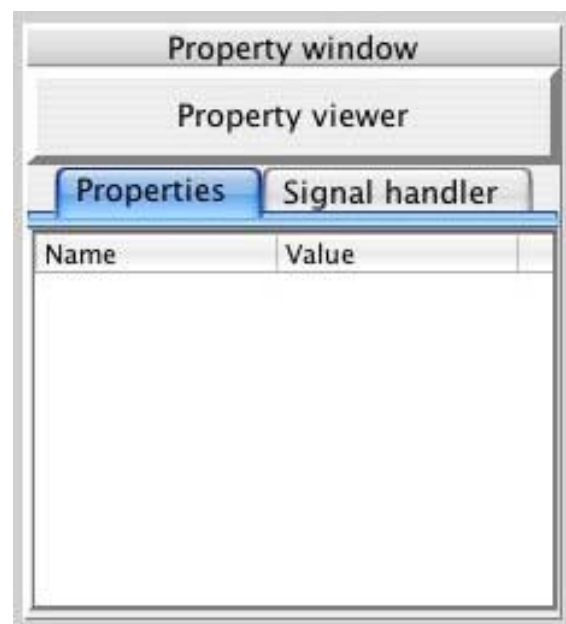 Property window
Property viewer
Properties Signal handler
Name Value